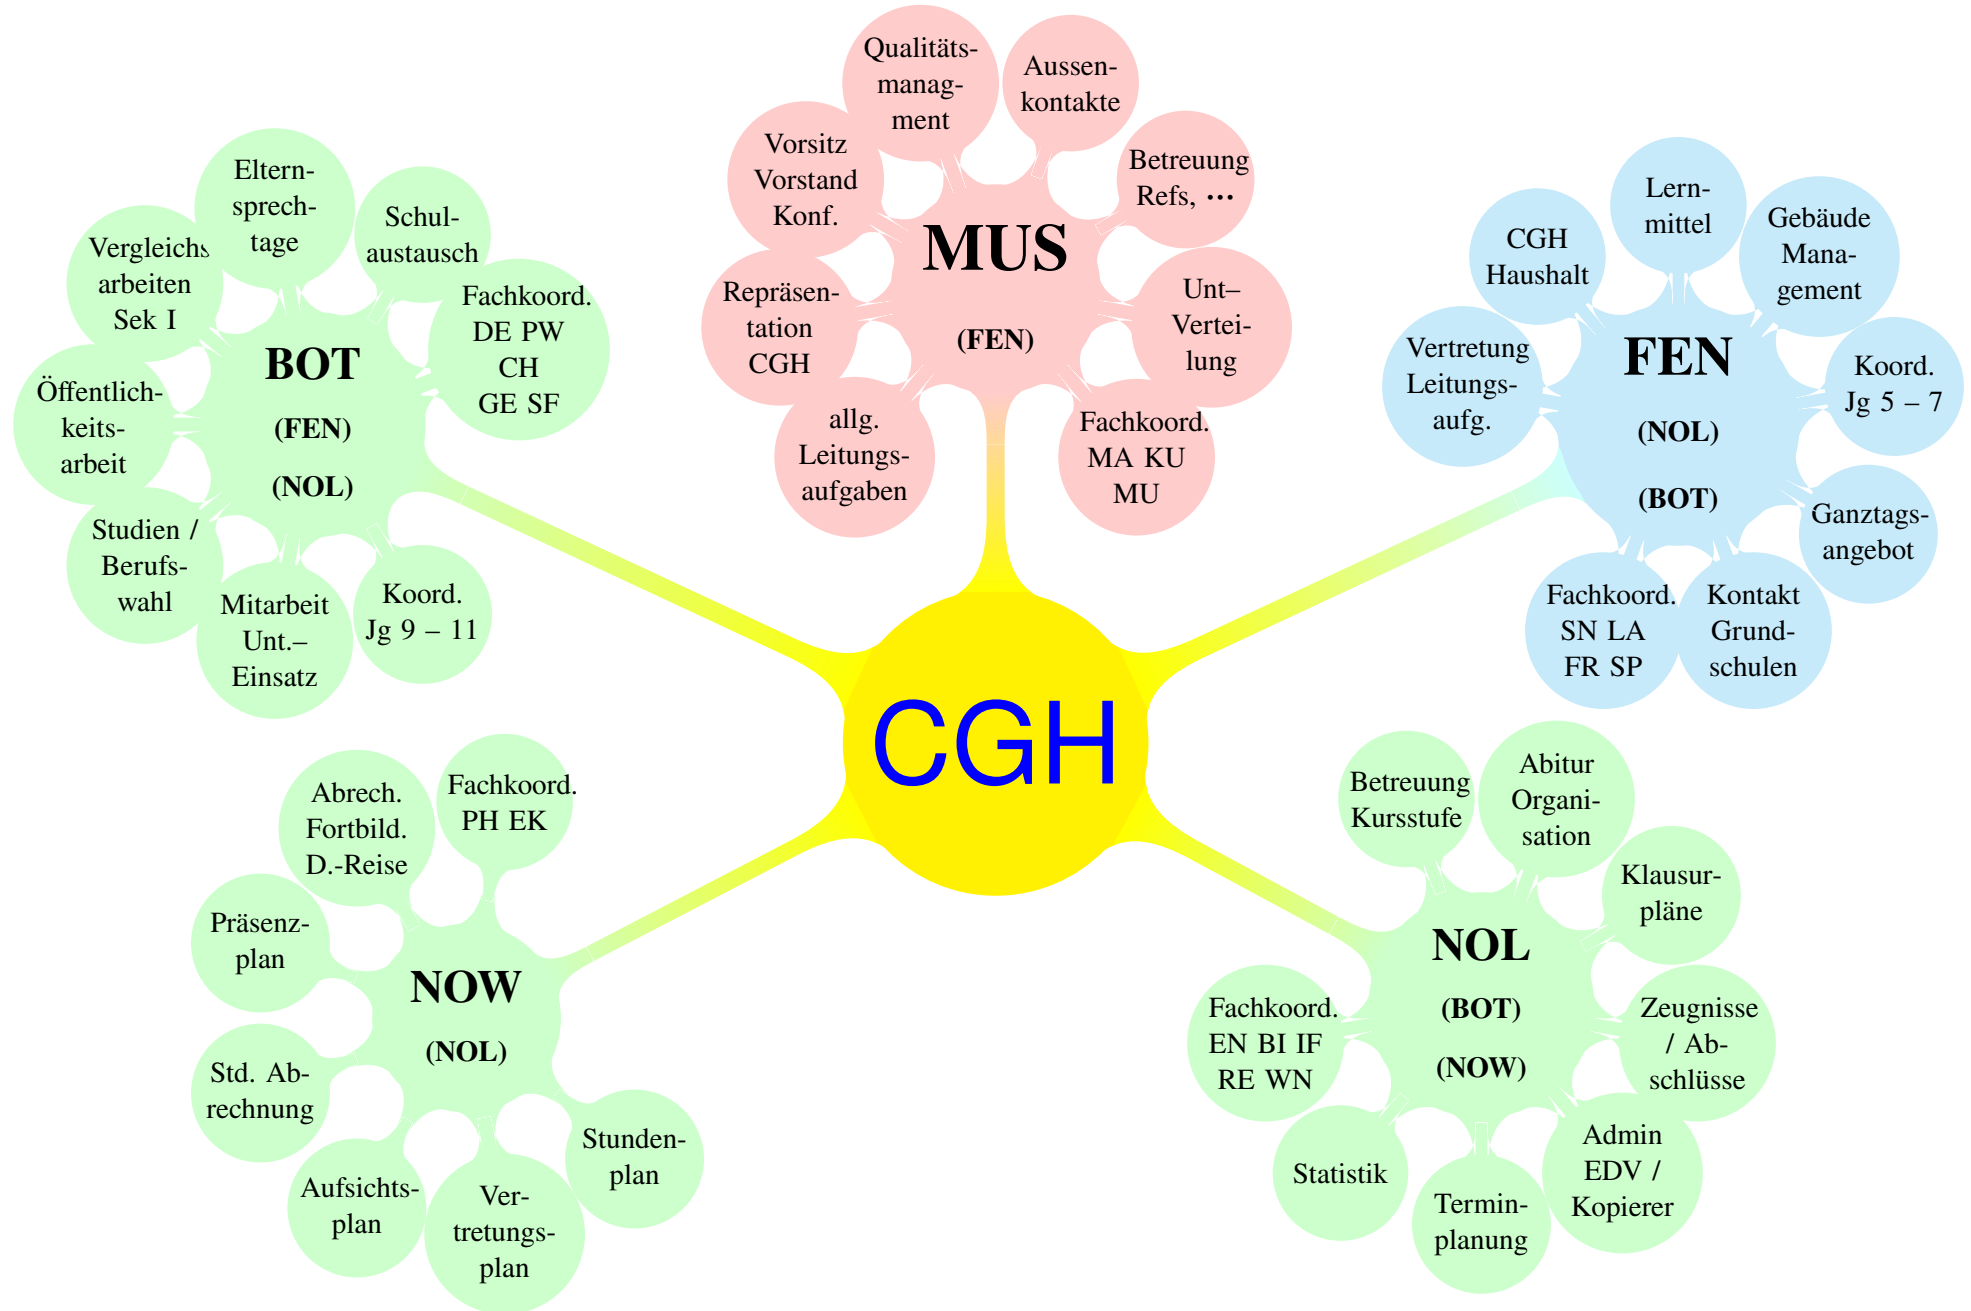 Qualitäts-
manag-
ment
Aussen-
kontakte
Vorsitz
Vorstand
Konf.
Betreuung
Refs, ...
MUS
(FEN)
Repräsen-
tation
CGH
Unt–
Vertei-
lung
allg.
Leitungs-
aufgaben
Fachkoord.
MA KU
MU
Eltern-
sprech-
tage
Schul-
austausch
Vergleichs
arbeiten
Sek I
Fachkoord.
DE PW
CH
GE SF
BOT
(FEN)
(NOL)
Öffentlich-
keits-
arbeit
Studien /
Berufs-
wahl
Mitarbeit
Unt.–
Einsatz
Koord.
Jg 9 – 11
Lern-
mittel
CGH
Haushalt
Gebäude
Mana-
gement
Vertretung
Leitungs-
aufg.
FEN
(NOL)
(BOT)
Koord.
Jg 5 – 7
Ganztags-
angebot
Fachkoord.
SN LA
FR SP
Kontakt
Grund-
schulen
CGH
Abrech.
Fortbild.
D.-Reise
Fachkoord.
PH EK
Präsenz-
plan
NOW
(NOL)
Std. Ab-
rechnung
Aufsichts-
plan
Ver-
tretungs-
plan
Stunden-
plan
Betreuung
Kursstufe
Abitur
Organi-
sation
Klausur-
pläne
NOL
(BOT)
(NOW)
Fachkoord.
EN BI IF
RE WN
Zeugnisse
/ Ab-
schlüsse
Statistik
Termin-
planung
Admin
EDV /
Kopierer